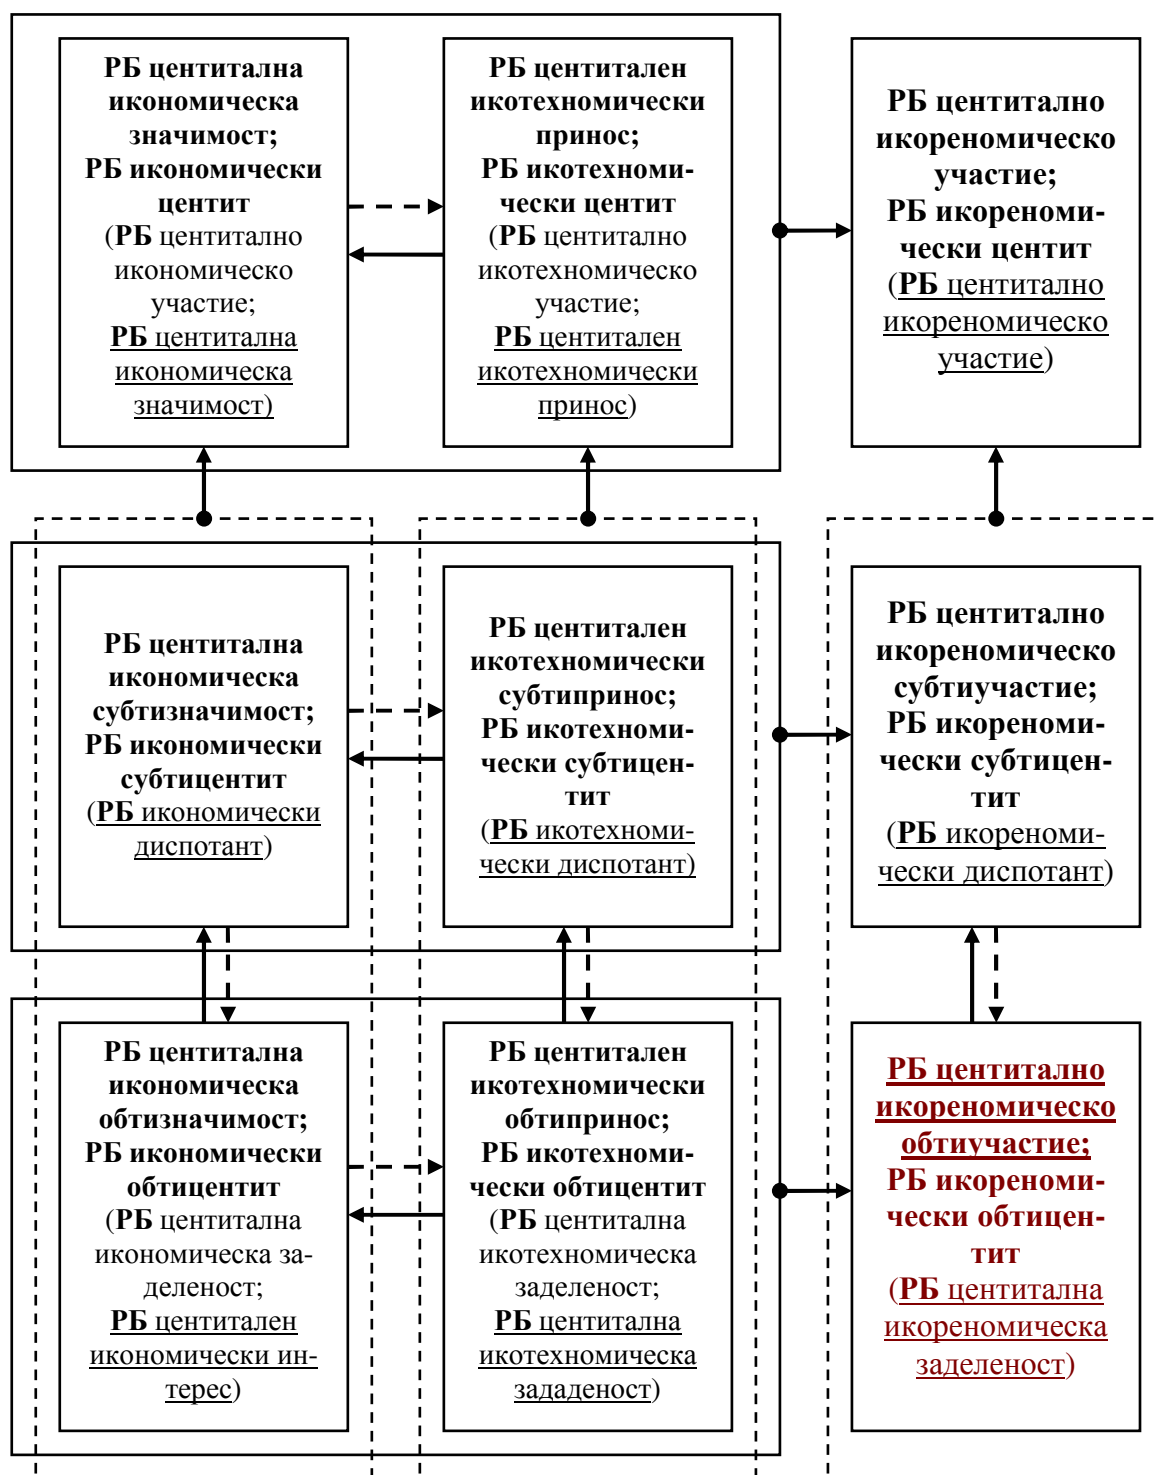 РБ центитална
икономическа
значимост;
РБ икономически
центит
(РБ центитално
икономическо
участие;
РБ центитална
икономическа
значимост)
РБ центитален
икотехномически
принос;
РБ икотехноми-
чески центит
(РБ центитално
икотехномическо
участие;
РБ центитален
икотехномически
принос)
РБ центитално
икореномическо
участие;
РБ икореноми-
чески центит
(РБ центитално
икореномическо
участие)
РБ центитална
икономическа
субтизначимост;
РБ икономически
субтицентит
(РБ икономически
диспотант)
РБ центитален
икотехномически
субтипринос;
РБ икотехноми-
чески субтицен-
тит
(РБ икотехноми-
чески диспотант)
РБ центитално
икореномическо
субтиучастие;
РБ икореноми-
чески субтицен-
тит
(РБ икореноми-
чески диспотант)
РБ центитална
икономическа
обтизначимост;
РБ икономически
обтицентит
(РБ центитална
икономическа за-
деленост;
РБ центитален
икономически ин-
терес)
РБ центитален
икотехномически
обтипринос;
РБ икотехноми-
чески обтицентит
(РБ центитална
икотехномическа
заделеност;
РБ центитална
икотехномическа
зададеност)
РБ центитално
икореномическо
обтиучастие;
РБ икореноми-
чески обтицен-
тит
(РБ центитална
икореномическа
заделеност)